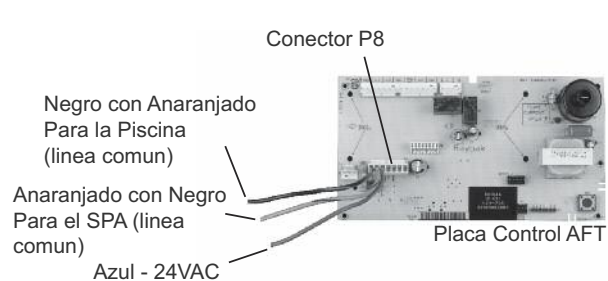 Conector P8
Negro con Anaranjado
Para la Piscina
(linea comun)
Anaranjado con Negro
Para el SPA (linea
comun)
Azul - 24VAC
Placa Control AFT